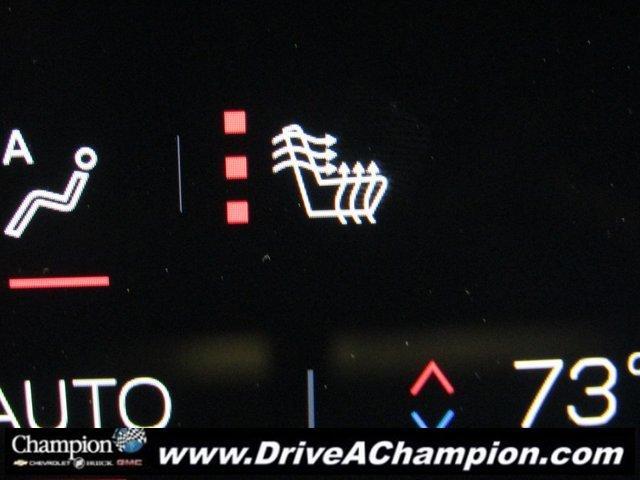 A
AUTO 73°
Champion
CHEVROLET BUICK GMC
www.DriveAChampion.com